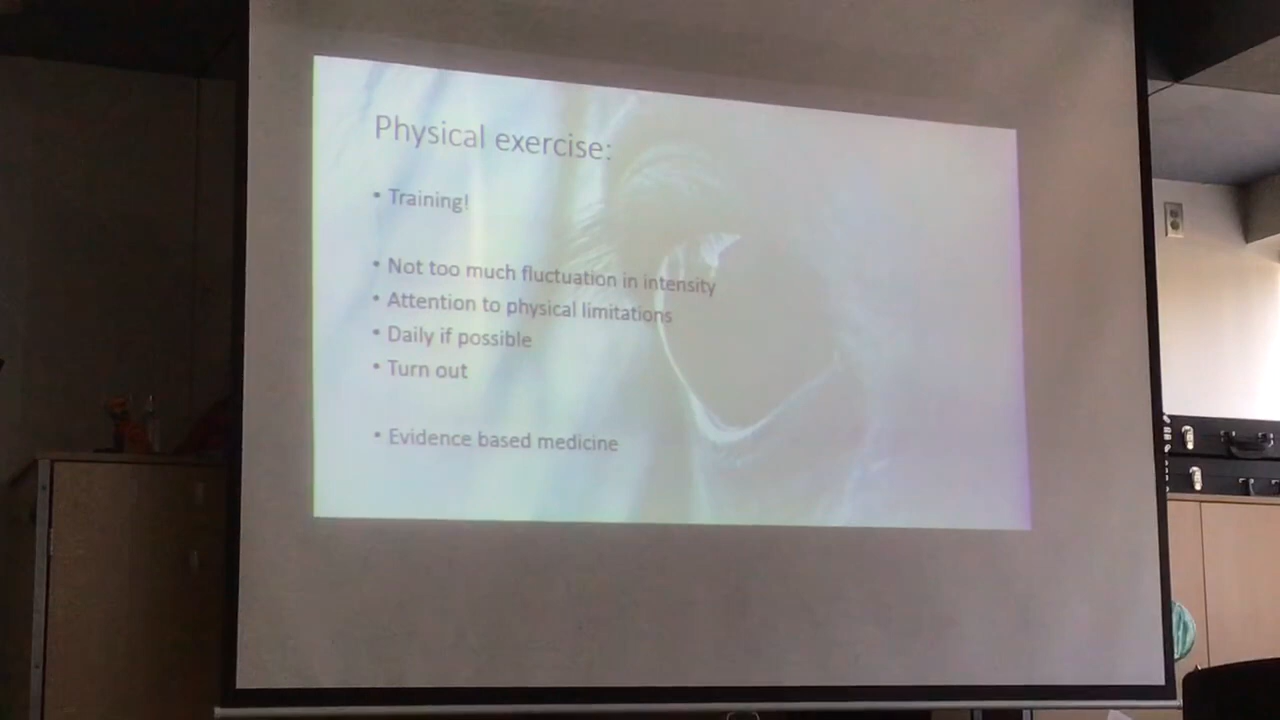 Physical exercise:
• Training!
• Not too much fluctuation in intensity
• Attention to physical limitations
• Daily if possible
• Turn out
• Evidence based medicine